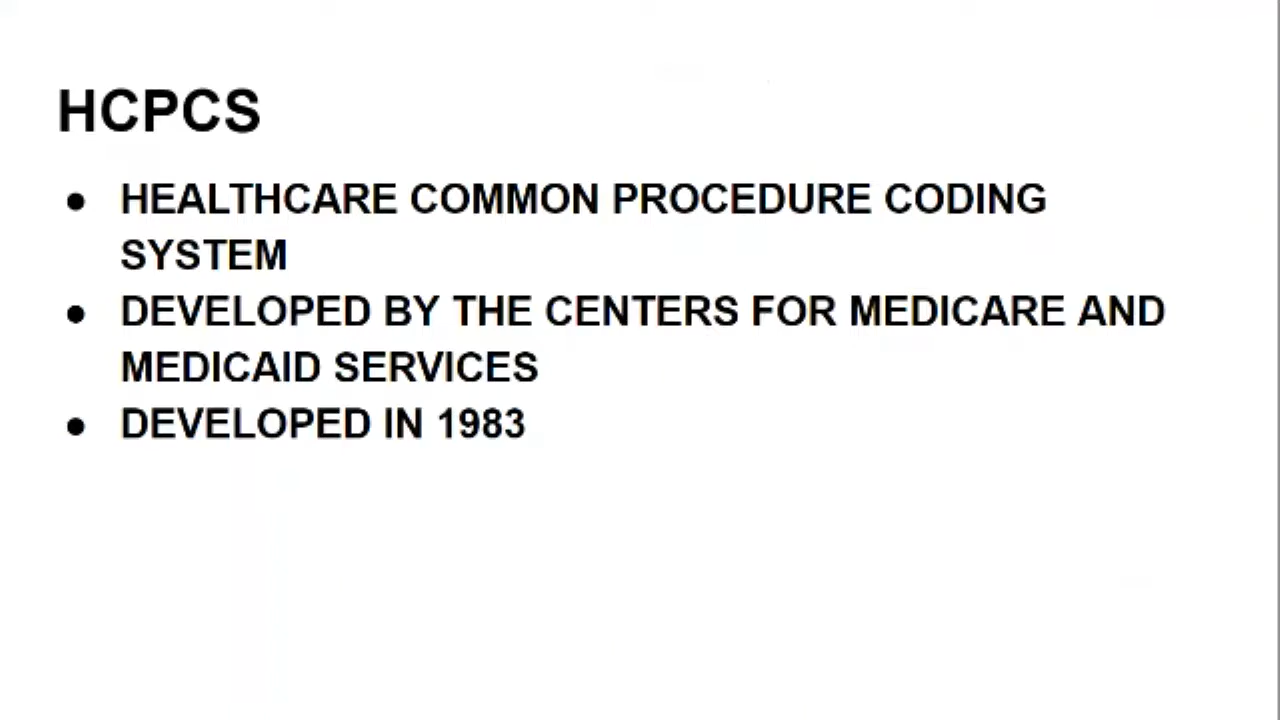 HCPCS
● HEALTHCARE COMMON PROCEDURE CODING
SYSTEM
● DEVELOPED BY THE CENTERS FOR MEDICARE AND
MEDICAID SERVICES
● DEVELOPED IN 1983